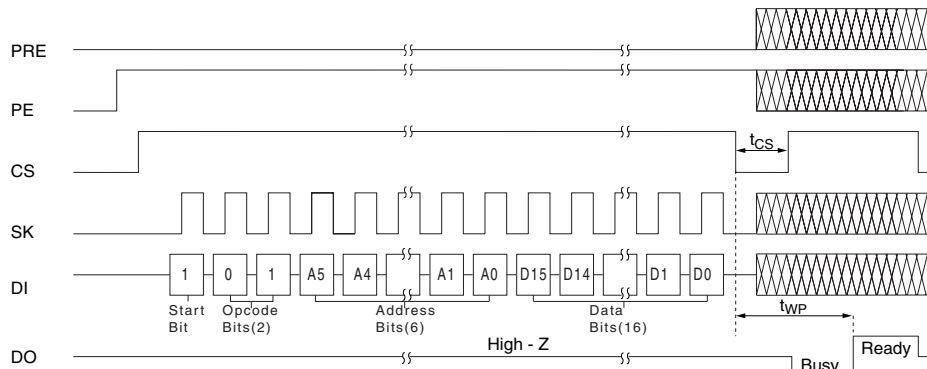 PRE
PE
CS
tCS
SK
DI
1 0 1 A5 A4 A1 A0 D15 D14 D1 D0
Start Bit
Opcode Bits(2)
Address Bits(6)
Data Bits(16)
tWP
DO
High - Z
Busy
Ready